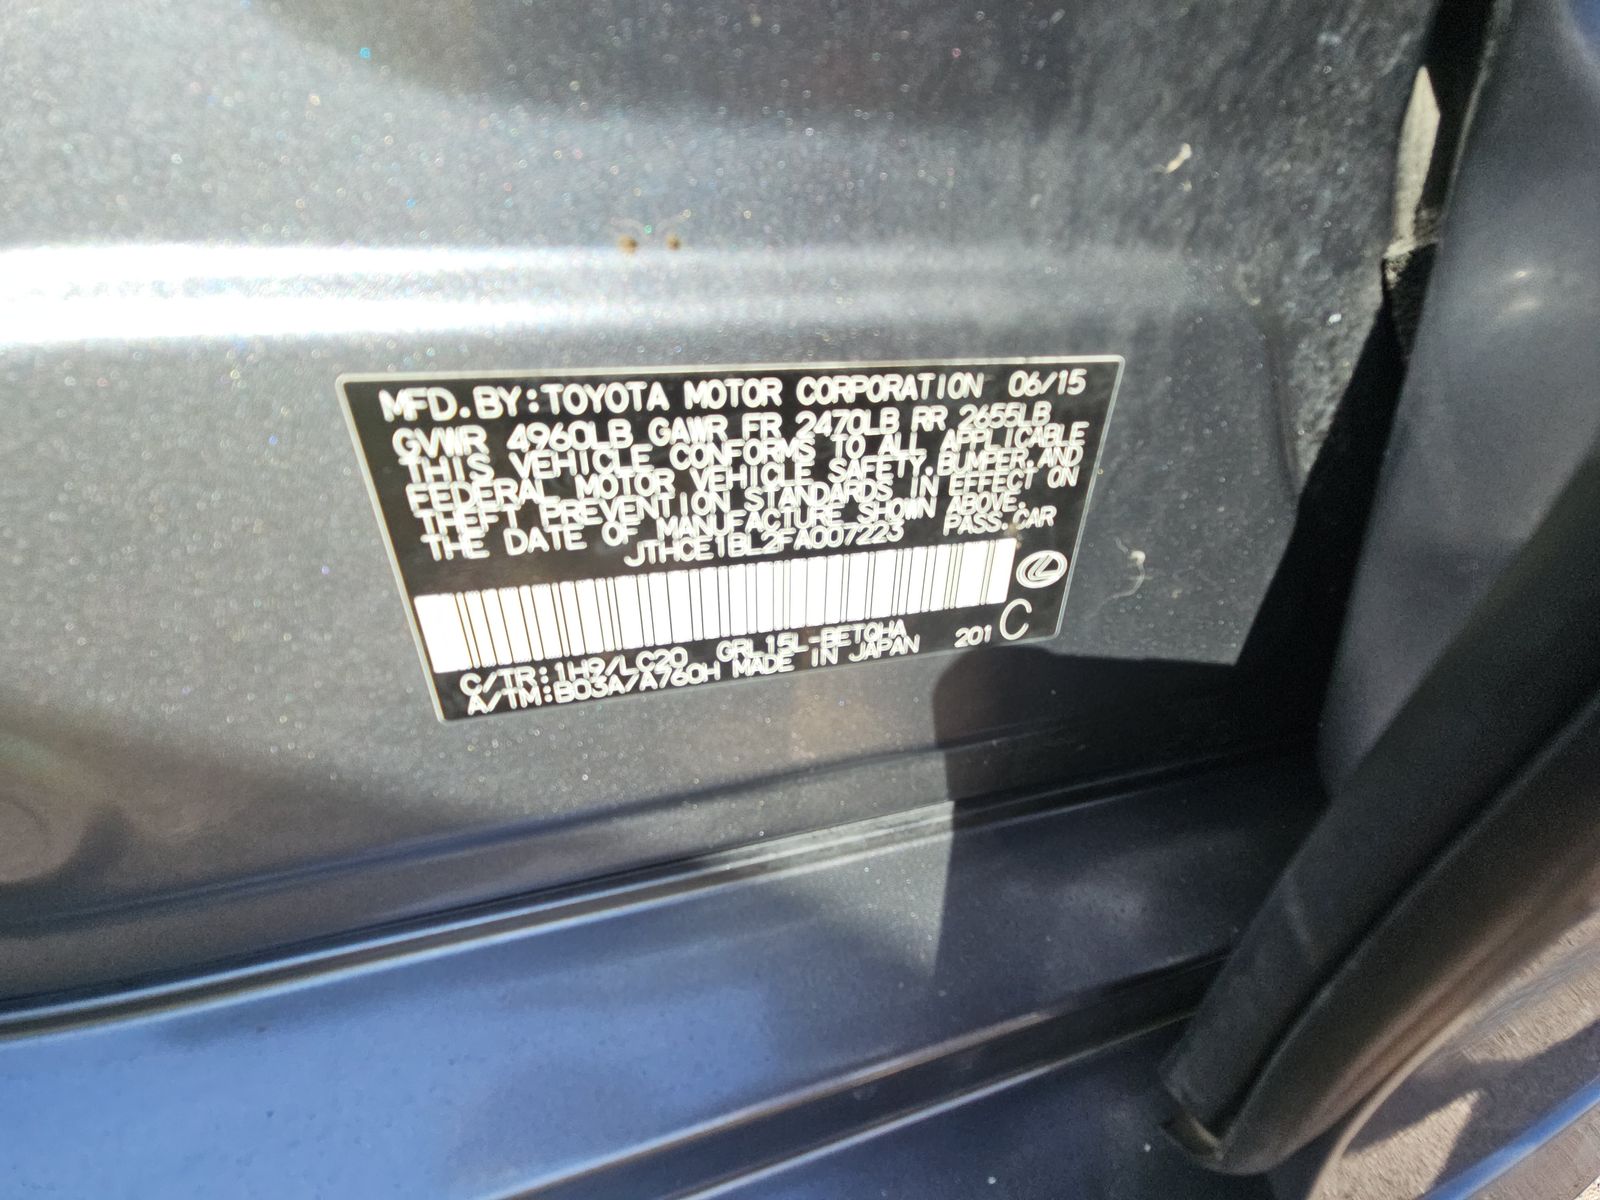 MFD.BY:TOYOTA MOTOR CORPORATION 06/15
GVWR 4960LB GAWR FR 2470LB RR 2655LB
THIS VEHICLE CONFORMS TO ALL APPLICABLE
FEDERAL MOTOR VEHICLE SAFETY,BUMPER,AND
THEFT PREVENTION STANDARDS IN EFFECT ON
THE DATE OF MANUFACTURE SHOWN ABOVE.
JTHCE1BL2FA007223 PASS.CAR
C/TR:1H9/LC20 GRL15L-BETQHA 201 C
A/TM:B03A/A760H MADE IN JAPAN